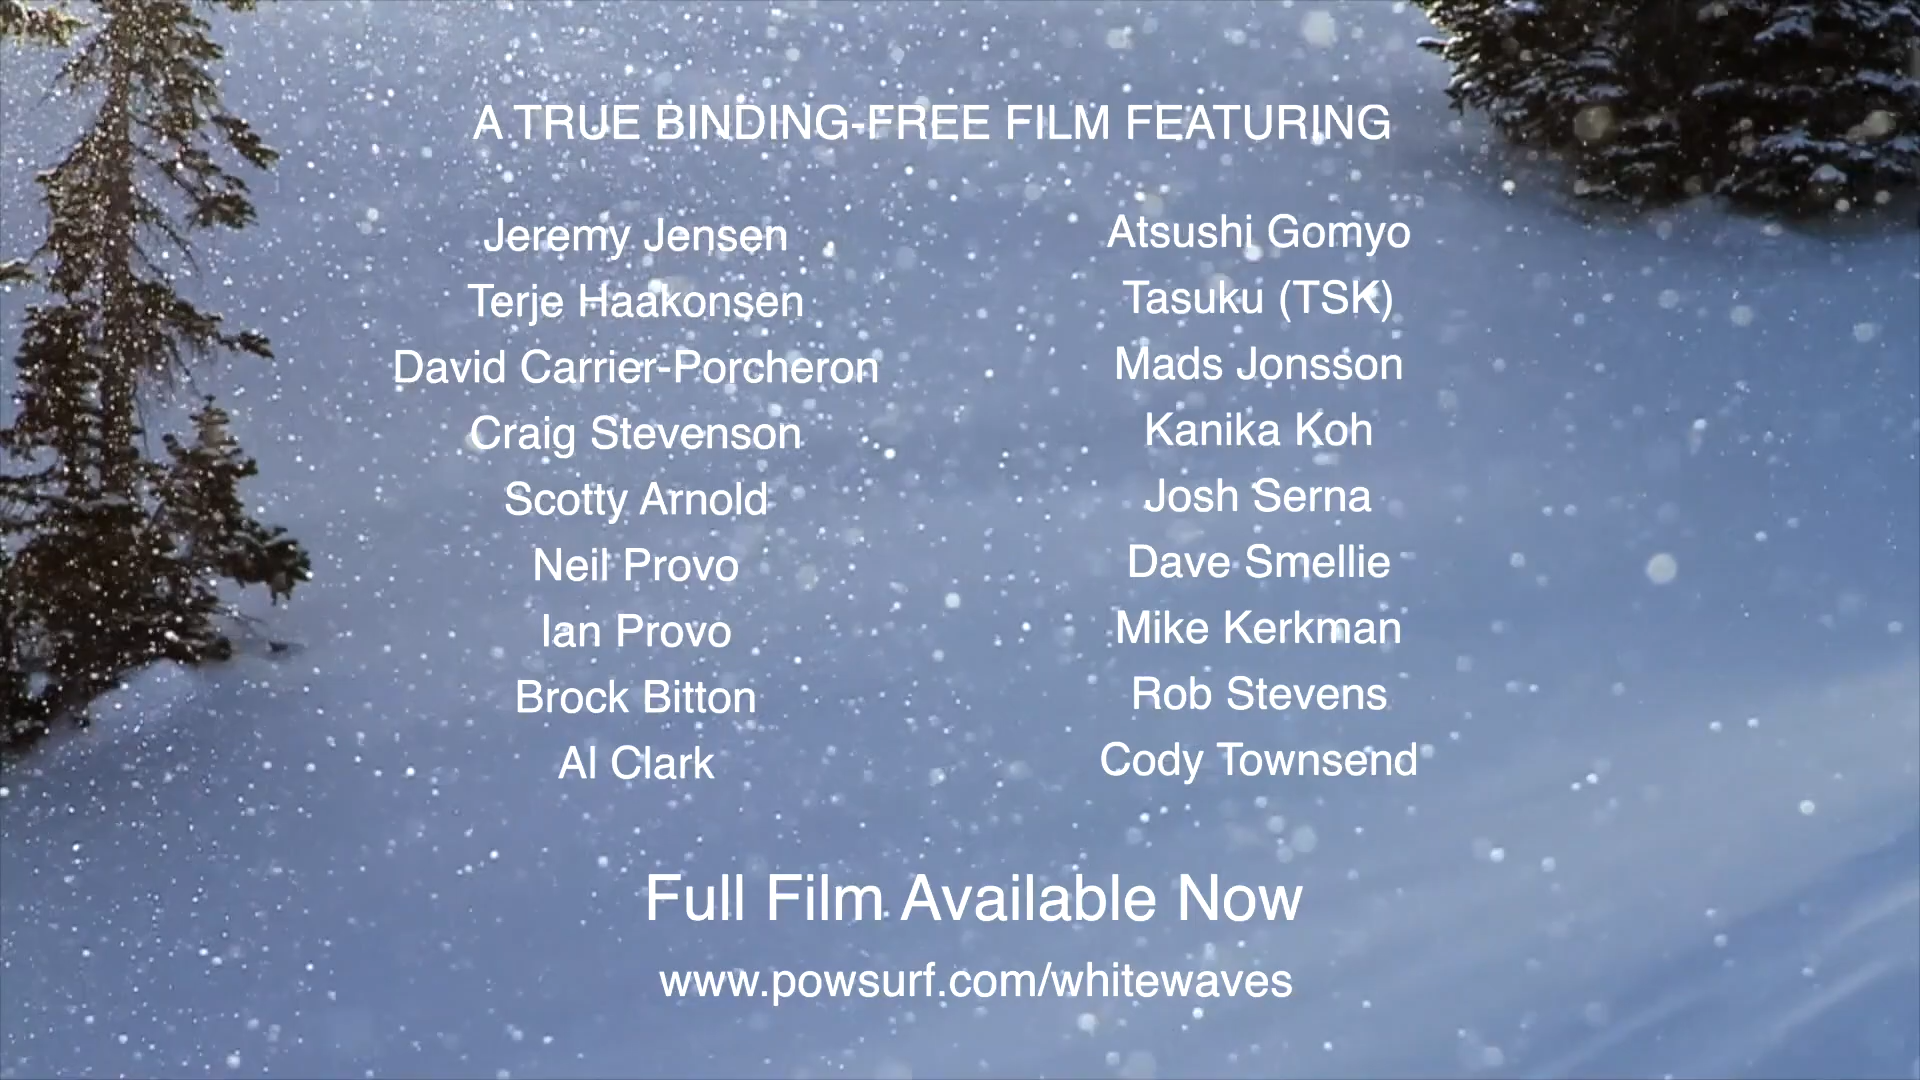 A TRUE BINDING-FREE FILM FEATURING
Jeremy Jensen
Terje Haakonsen
David Carrier-Porcheron
Craig Stevenson
Scotty Arnold
Neil Provo
Ian Provo
Brock Bitton
Al Clark
Atsushi Gomyo
Tasuku (TSK)
Mads Jonsson
Kanika Koh
Josh Serna
Dave Smellie
Mike Kerkman
Rob Stevens
Cody Townsend
Full Film Available Now
www.powsurf.com/whitewaves